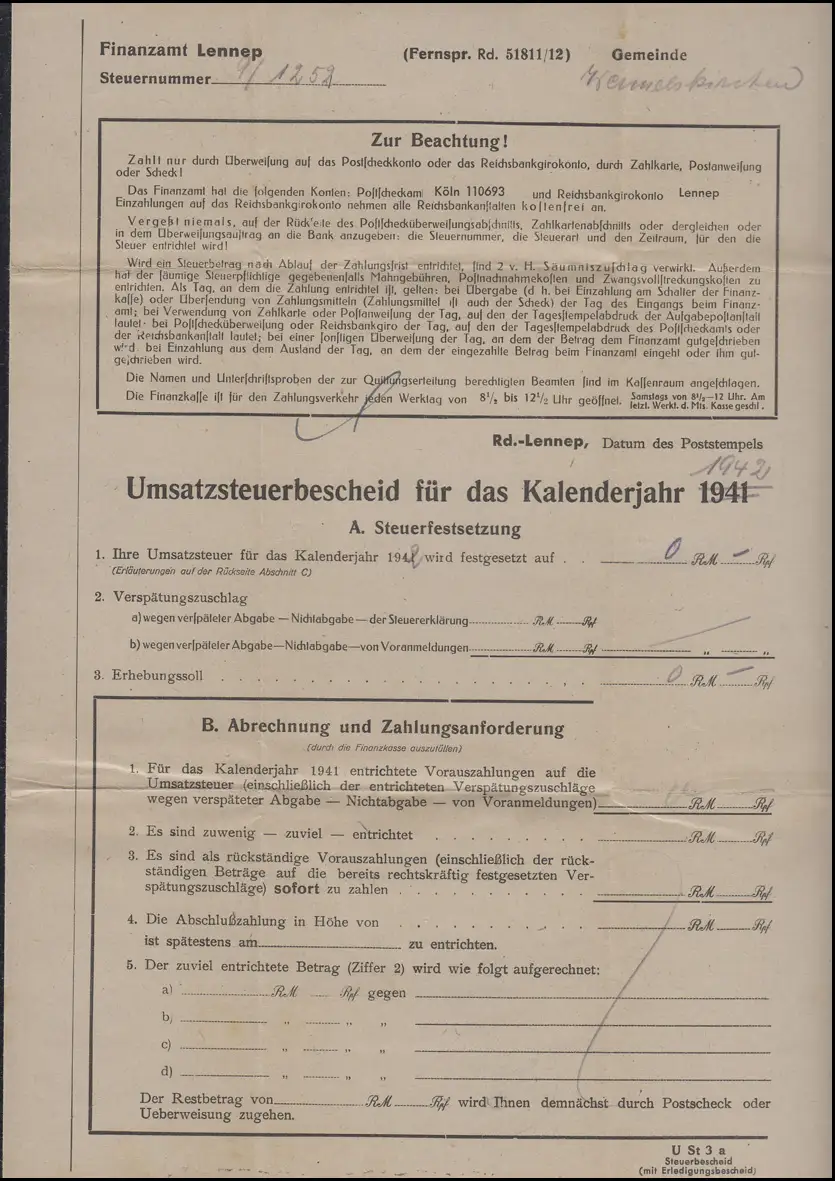 Finanzamt Lennep (Fernspr. Rd. 51811/12) Gemeinde
Steuernummer 9/1252 Wermelskirchen
Zur Beachtung!
Zahlt nur durch Überweisung auf das Postscheckkonto oder das Reichsbankgirokonto, durch Zahlkarte, Postanweisung
oder Scheck!
Das Finanzamt hat die folgenden Konten: Postscheckamt Köln 110693 und Reichsbankgirokonto Lennep
Einzahlungen auf das Reichsbankgirokonto nehmen alle Reichsbankanstalten kostenfrei an.
Vergeßt niemals, auf der Rückseite des Postschecküberweisungsabschnitts, Zahlkartenabschnitts oder dergleichen oder
in dem Überweisungsauftrag an die Bank anzugeben: die Steuernummer, die Steuerart und den Zeitraum, für den die
Steuer entrichtet wird!
Wird ein Steuerbetrag nach Ablauf der Zahlungsfrist entrichtet, sind 2 v. H. Säumniszuschlag verwirkt. Außerdem
hat der säumige Steuerpflichtige gegebenenfalls Mahngebühren, Postnachnahmekosten und Zwangsvollstreckungskosten zu
entrichten. Als Tag, an dem die Zahlung entrichtet ist, gelten: bei Übergabe (d h. bei Einzahlung am Schalter der Finanz-
kasse) oder Übersendung von Zahlungsmitteln (Zahlungsmittel ist auch der Scheck) der Tag des Eingangs beim Finanz-
amt; bei Verwendung von Zahlkarte oder Postanweisung der Tag, auf den der Tagesstempelabdruck der Aufgabepostanstalt
lautet; bei Postschecküberweisung oder Reichsbankgiro der Tag, auf den der Tagesstempelabdruck des Postscheckamts oder
der Reichsbankanstalt lautet; bei einer sonstigen Überweisung der Tag, an dem der Betrag dem Finanzamt gutgeschrieben
wird bei Einzahlung aus dem Ausland der Tag, an dem der eingezahlte Betrag beim Finanzamt eingeht oder ihm gut-
geschrieben wird.
Die Namen und Unterschriftsproben der zur Quittungserteilung berechtigten Beamten sind im Kassenraum angeschlagen.
Die Finanzkasse ist für den Zahlungsverkehr jeden Werktag von 8 1/2 bis 12 1/2 Uhr geöffnet. Samstags von 8 1/2—12 Uhr. Am
letzt. Werkt. d. Mts. Kasse geschl.
Rd.-Lennep, Datum des Poststempels
1942
Umsatzsteuerbescheid für das Kalenderjahr 1941
A. Steuerfestsetzung
1. Ihre Umsatzsteuer für das Kalenderjahr 1942 wird festgesetzt auf . . 0 RM — Rpf
(Erläuterungen auf der Rückseite Abschnitt C)
2. Verspätungszuschlag
a) wegen verspäteter Abgabe — Nichtabgabe — der Steuererklärung RM Rpf
b) wegen verspäteter Abgabe—Nichtabgabe—von Voranmeldungen RM Rpf „ „
3. Erhebungssoll 0 RM — Rpf
B. Abrechnung und Zahlungsanforderung
(durch die Finanzkasse auszufüllen)
1. Für das Kalenderjahr 1941 entrichtete Vorauszahlungen auf die
Umsatzsteuer (einschließlich der entrichteten Verspätungszuschläge
wegen verspäteter Abgabe — Nichtabgabe — von Voranmeldungen) RM Rpf
2. Es sind zuwenig — zuviel — entrichtet RM Rpf
3. Es sind als rückständige Vorauszahlungen (einschließlich der rück-
ständigen Beträge auf die bereits rechtskräftig festgesetzten Ver-
spätungszuschläge) sofort zu zahlen RM Rpf
4. Die Abschlußzahlung in Höhe von RM Rpf
ist spätestens am zu entrichten.
5. Der zuviel entrichtete Betrag (Ziffer 2) wird wie folgt aufgerechnet:
a) RM Rpf gegen
b) „ „ „
c) „ „ „
d) „ „ „
Der Restbetrag von RM Rpf wird Ihnen demnächst durch Postscheck oder
Ueberweisung zugehen.
U St 3 a
Steuerbescheid
(mit Erledigungsbescheid)